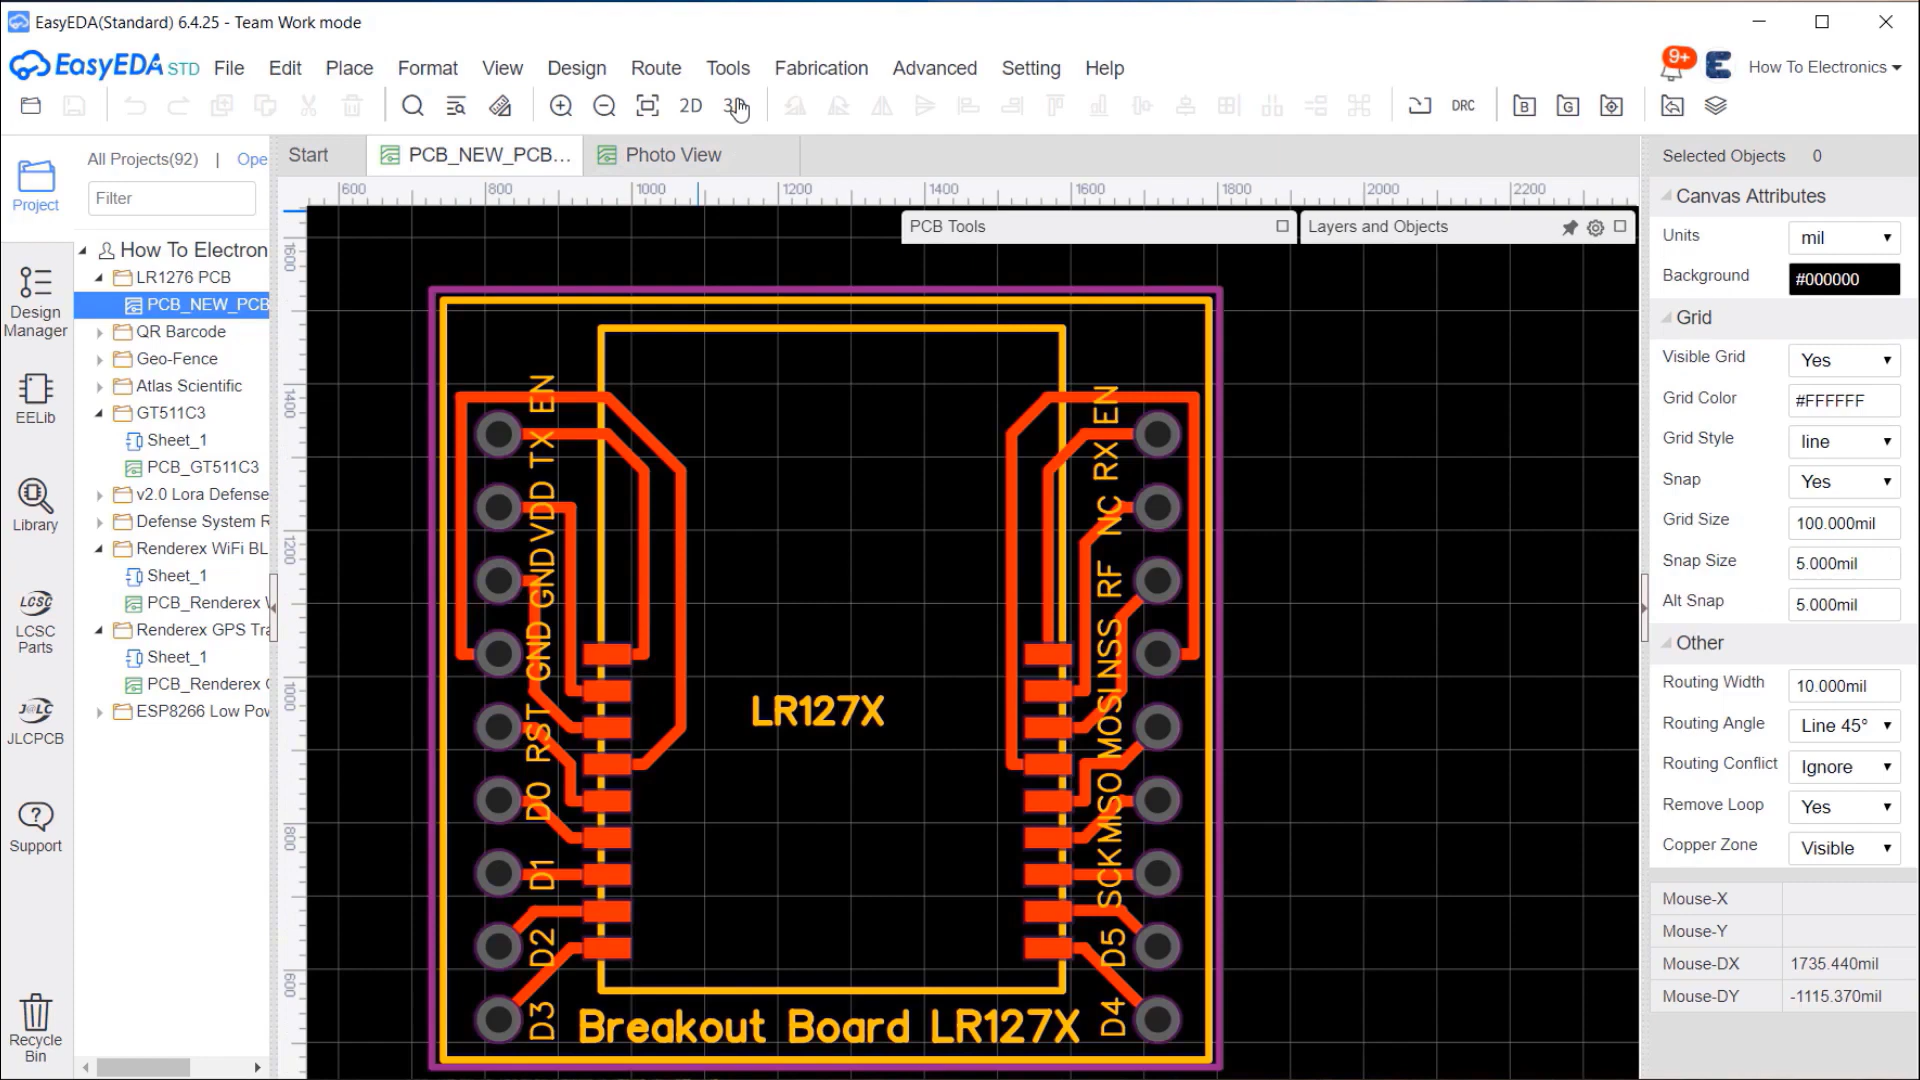 EasyEDA(Standard) 6.4.25 - Team Work mode
EasyEDA STD File Edit Place Format View Design Route Tools Fabrication Advanced Setting Help 9+ How To Electronics
2D DRC B G
All Projects(92) | Ope
Start PCB_NEW_PCB... Photo View
Selected Objects 0
Filter
600 800 1000 1200 1400 1600 1800 2000 2200
PCB Tools
Layers and Objects
Project
Design Manager
EELib
Library
LCSC
LCSC Parts
J@LC
JLCPCB
Support
Recycle Bin
How To Electron
LR1276 PCB
PCB_NEW_PCB
QR Barcode
Geo-Fence
Atlas Scientific
GT511C3
Sheet_1
PCB_GT511C3
v2.0 Lora Defense
Defense System R
Renderex WiFi BL
Sheet_1
PCB_Renderex
Renderex GPS Tra
Sheet_1
PCB_Renderex
ESP8266 Low Pow
1600
1400
1200
1000
800
600
EN
TX
VDD
GND
GND
RST
D0
D1
D2
D3
LR127X
EN
RX
NC
RF
NSS
MOSI
MISO
SCK
D5
D4
Breakout Board LR127X
Canvas Attributes
Units mil
Background #000000
Grid
Visible Grid Yes
Grid Color #FFFFFF
Grid Style line
Snap Yes
Grid Size 100.000mil
Snap Size 5.000mil
Alt Snap 5.000mil
Other
Routing Width 10.000mil
Routing Angle Line 45°
Routing Conflict Ignore
Remove Loop Yes
Copper Zone Visible
Mouse-X
Mouse-Y
Mouse-DX 1735.440mil
Mouse-DY -1115.370mil